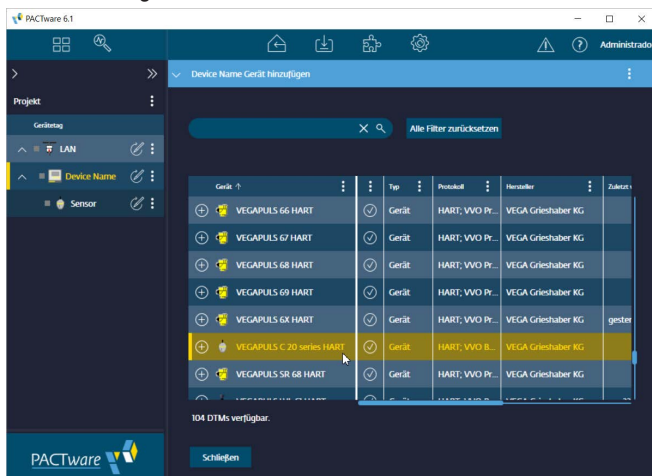 PACTware 6.1
Administrado
Device Name Gerät hinzufügen
Projekt
Gerätetag
LAN
Device Name
Sensor
Alle Filter zurücksetzen
Gerät Typ Protokoll Hersteller Zuletzt
VEGAPULS 66 HART Gerät HART; VVO Pr... VEGA Grieshaber KG
VEGAPULS 67 HART Gerät HART; VVO Pr... VEGA Grieshaber KG
VEGAPULS 68 HART Gerät HART; VVO Pr... VEGA Grieshaber KG
VEGAPULS 69 HART Gerät HART; VVO Pr... VEGA Grieshaber KG
VEGAPULS 6X HART Gerät HART; VVO Pr... VEGA Grieshaber KG gester
VEGAPULS C 20 series HART Gerät HART; VVO B... VEGA Grieshaber KG
VEGAPULS SR 68 HART Gerät HART; VVO Pr... VEGA Grieshaber KG
104 DTMs verfügbar.
Schließen
PACTware